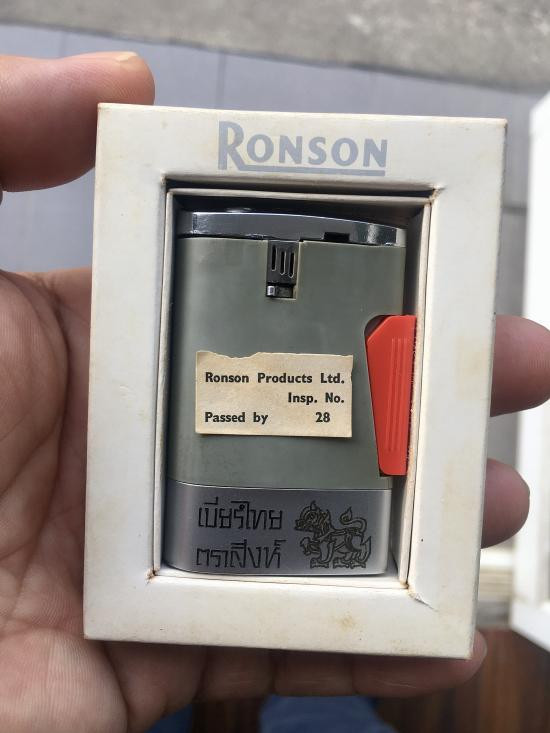 RONSON
Ronson Products Ltd.
Insp. No.
Passed by 28
เบียร์ไทย
ตราสิงห์